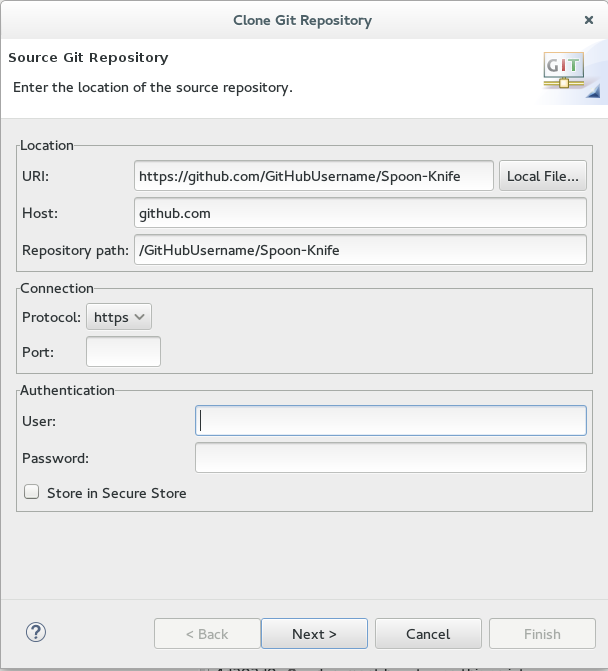 Clone Git Repository
Source Git Repository
Enter the location of the source repository.
GIT
Location
URI: https://github.com/GitHubUsername/Spoon-Knife Local File...
Host: github.com
Repository path: /GitHubUsername/Spoon-Knife
Connection
Protocol: https
Port:
Authentication
User:
Password:
Store in Secure Store
? < Back Next > Cancel Finish